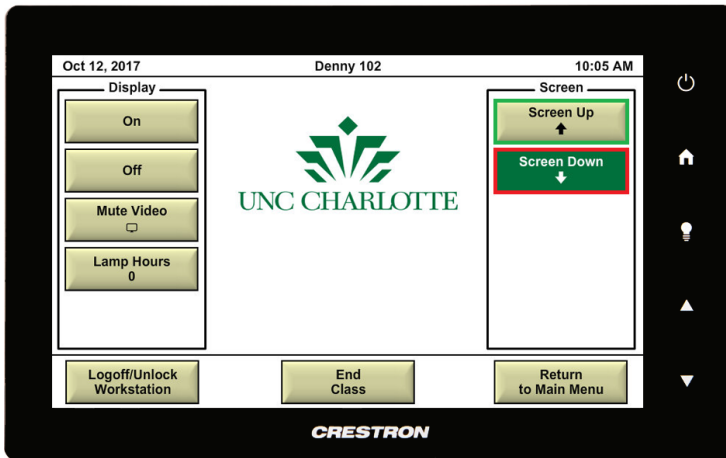 Oct 12, 2017 Denny 102 10:05 AM
Display
On
Off
Mute Video
Lamp Hours
0
UNC CHARLOTTE
Screen
Screen Up
Screen Down
Logoff/Unlock
Workstation
End
Class
Return
to Main Menu
CRESTRON